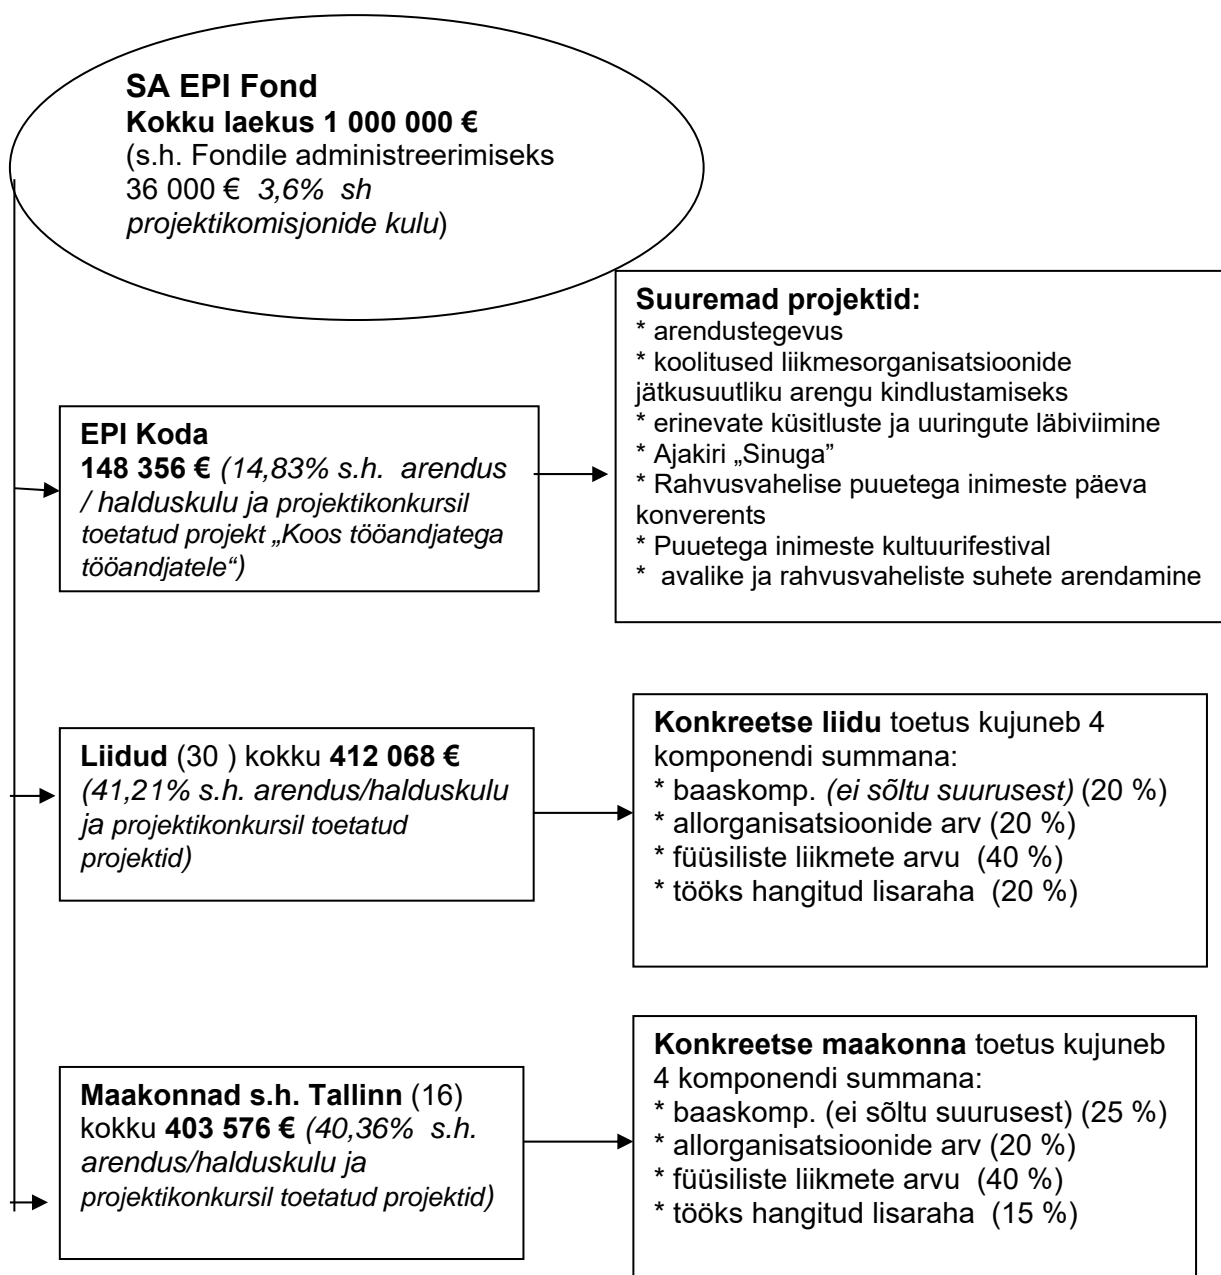 SA EPI Fond
Kokku laekus 1 000 000 €
(s.h. Fondile administreerimiseks
36 000 € 3,6% sh
projektikomisjonide kulu)
Suuremad projektid:
* arendustegevus
* koolitused liikmesorganisatsioonide
jätkusuutliku arengu kindlustamiseks
* erinevate küsitluste ja uuringute läbiviimine
* Ajakiri „Sinuga”
* Rahvusvahelise puuetega inimeste päeva
konverents
* Puuetega inimeste kultuurifestival
* avalike ja rahvusvaheliste suhete arendamine
EPI Koda
148 356 € (14,83% s.h. arendus
/ halduskulu ja projektikonkursil
toetatud projekt „Koos tööandjatega
tööandjatele“)
Liidud (30 ) kokku 412 068 €
(41,21% s.h. arendus/halduskulu
ja projektikonkursil toetatud
projektid)
Konkreetse liidu toetus kujuneb 4
komponendi summana:
* baaskomp. (ei sõltu suurusest) (20 %)
* allorganisatsioonide arv (20 %)
* füüsiliste liikmete arvu (40 %)
* tööks hangitud lisaraha (20 %)
Maakonnad s.h. Tallinn (16)
kokku 403 576 € (40,36% s.h.
arendus/halduskulu ja
projektikonkursil toetatud projektid)
Konkreetse maakonna toetus kujuneb
4 komponendi summana:
* baaskomp. (ei sõltu suurusest) (25 %)
* allorganisatsioonide arv (20 %)
* füüsiliste liikmete arvu (40 %)
* tööks hangitud lisaraha (15 %)